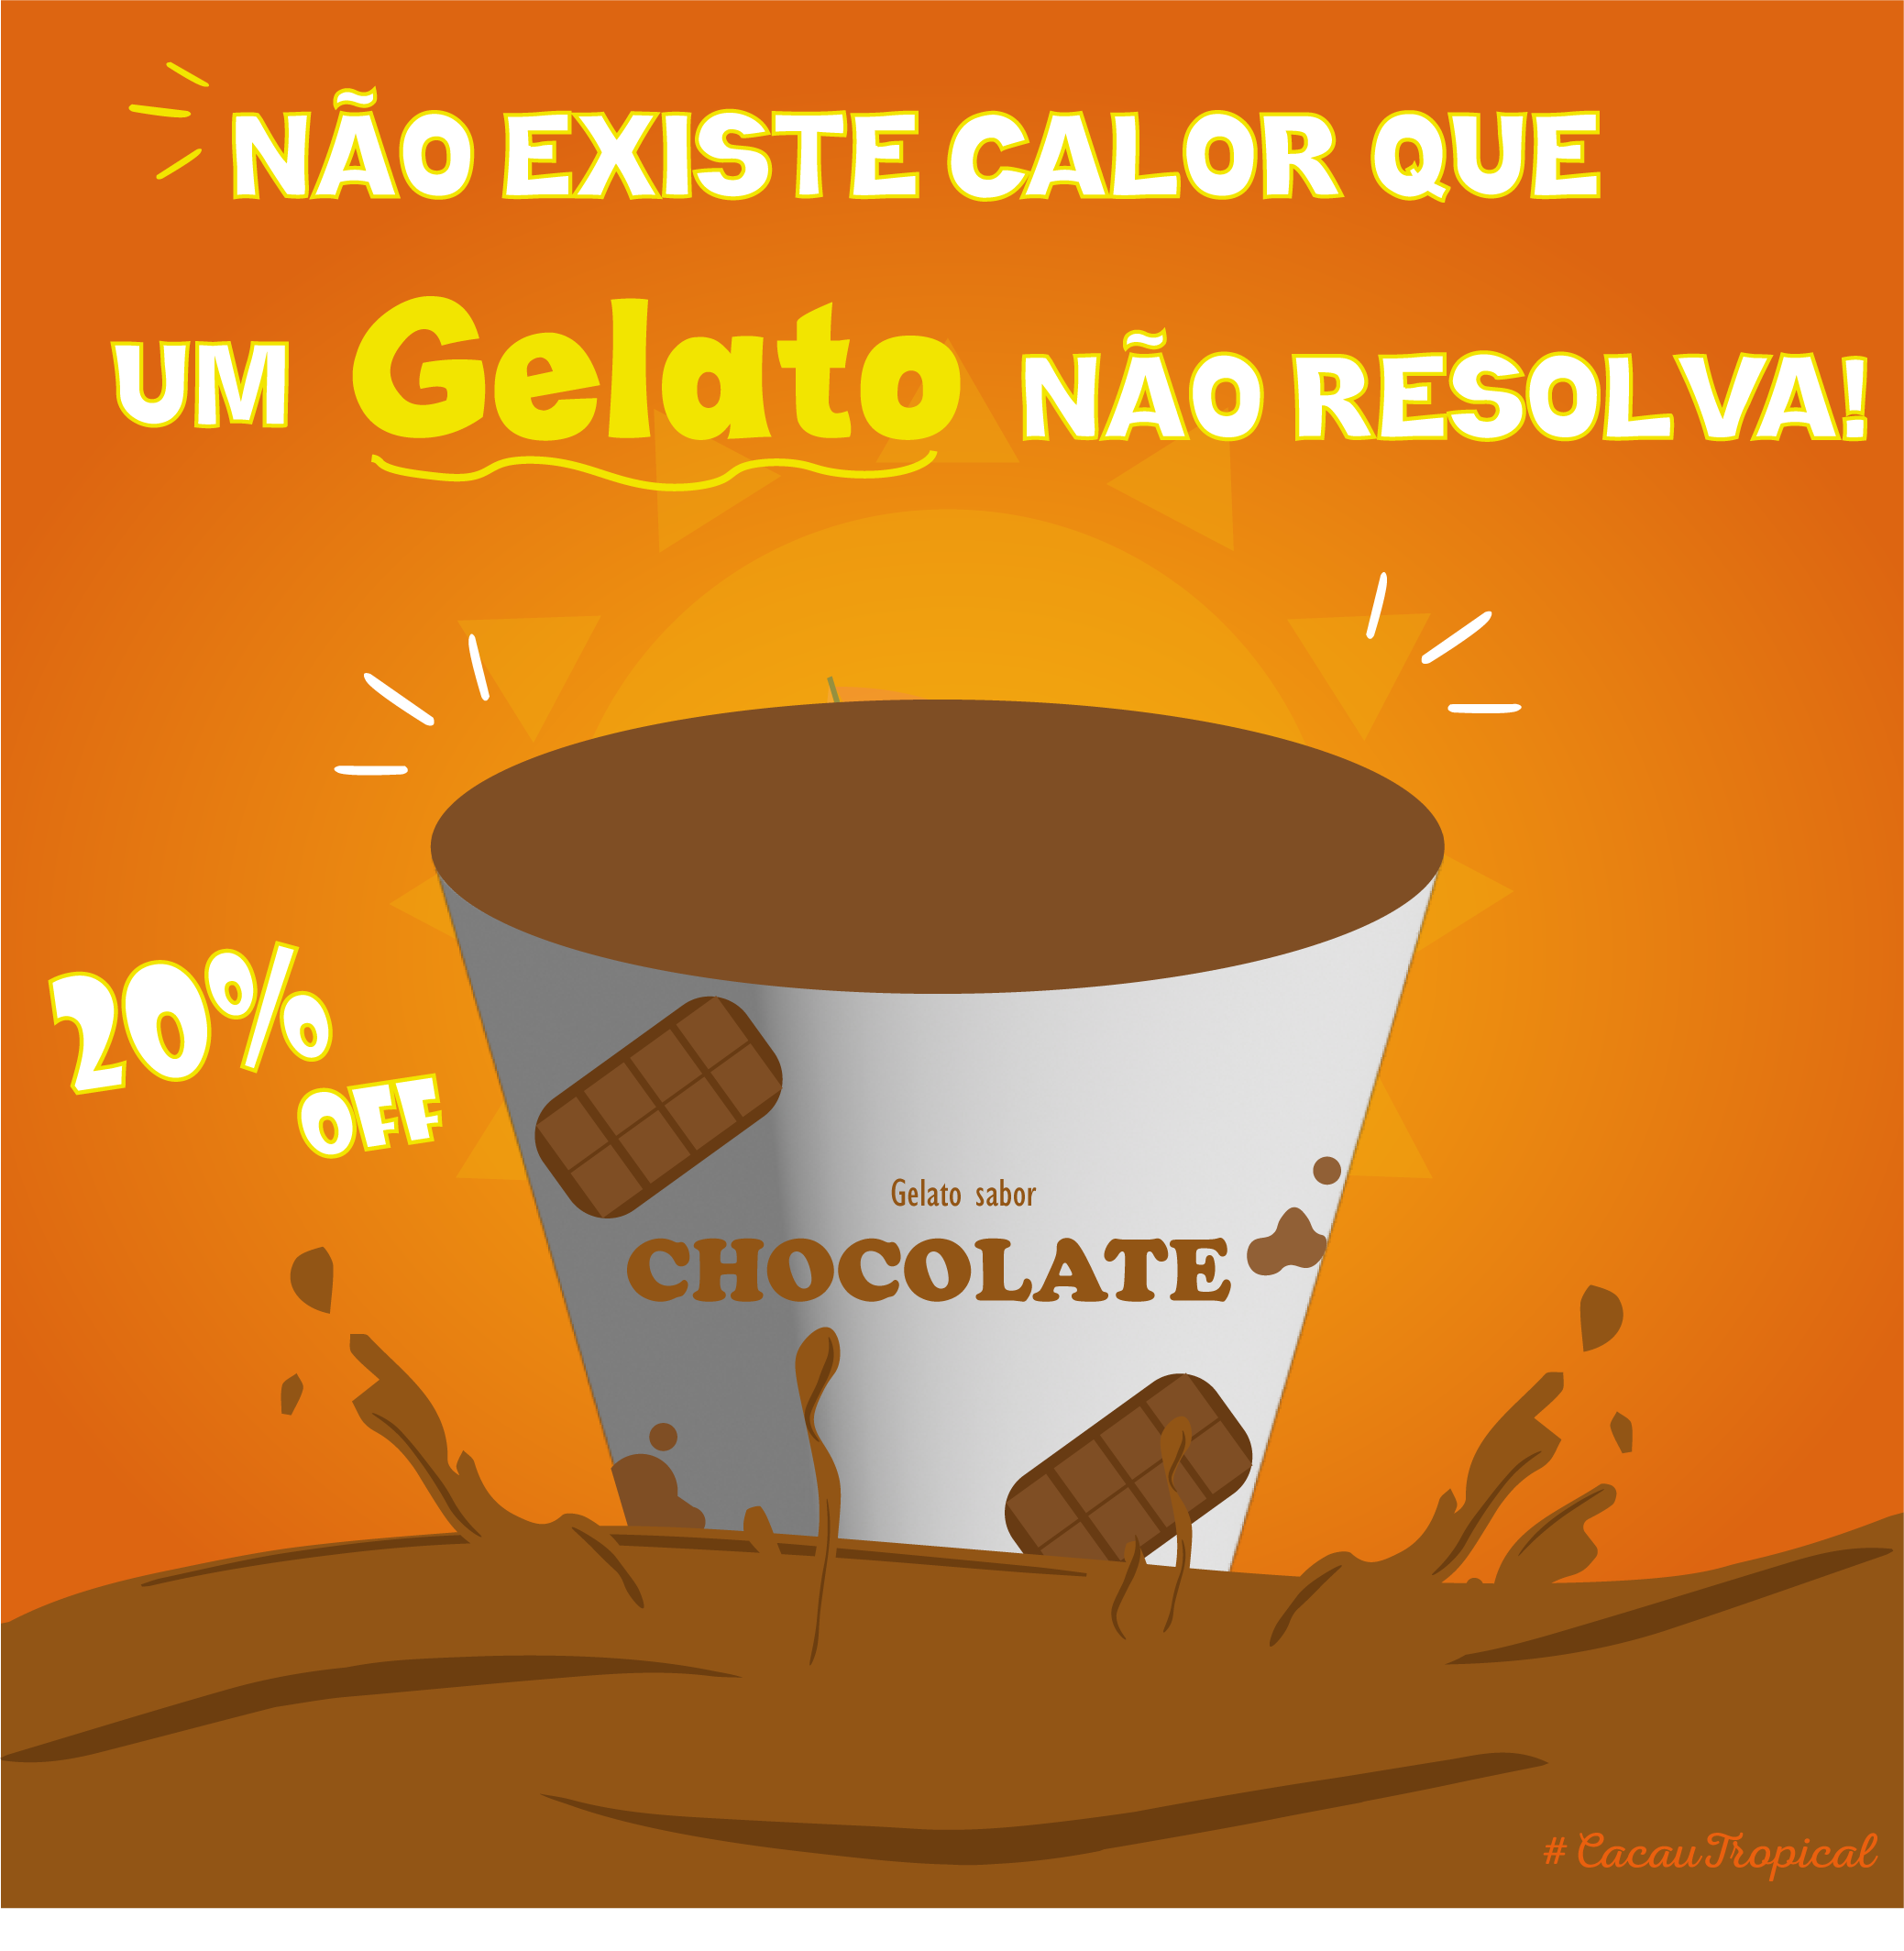 NÃO EXISTE CALOR QUE
UM Gelato NÃO RESOLVA!
20%
OFF
Gelato sabor
CHOCOLATE
# CacauTropical